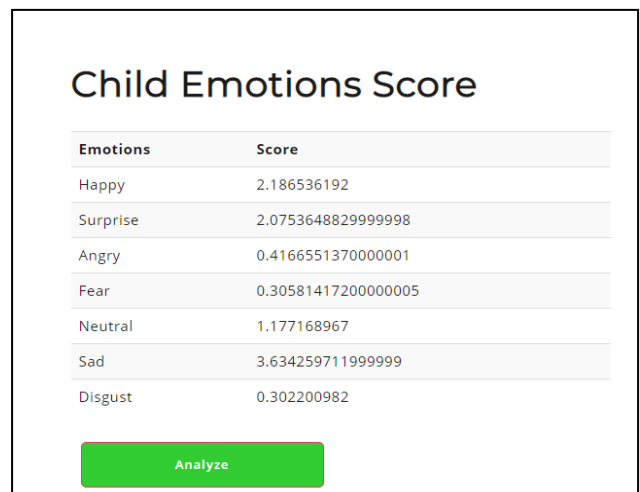 Child Emotions Score
Emotions Score
Happy 2.186536192
Surprise 2.0753648829999998
Angry 0.4166551370000001
Fear 0.30581417200000005
Neutral 1.177168967
Sad 3.634259711999999
Disgust 0.302200982
Analyze